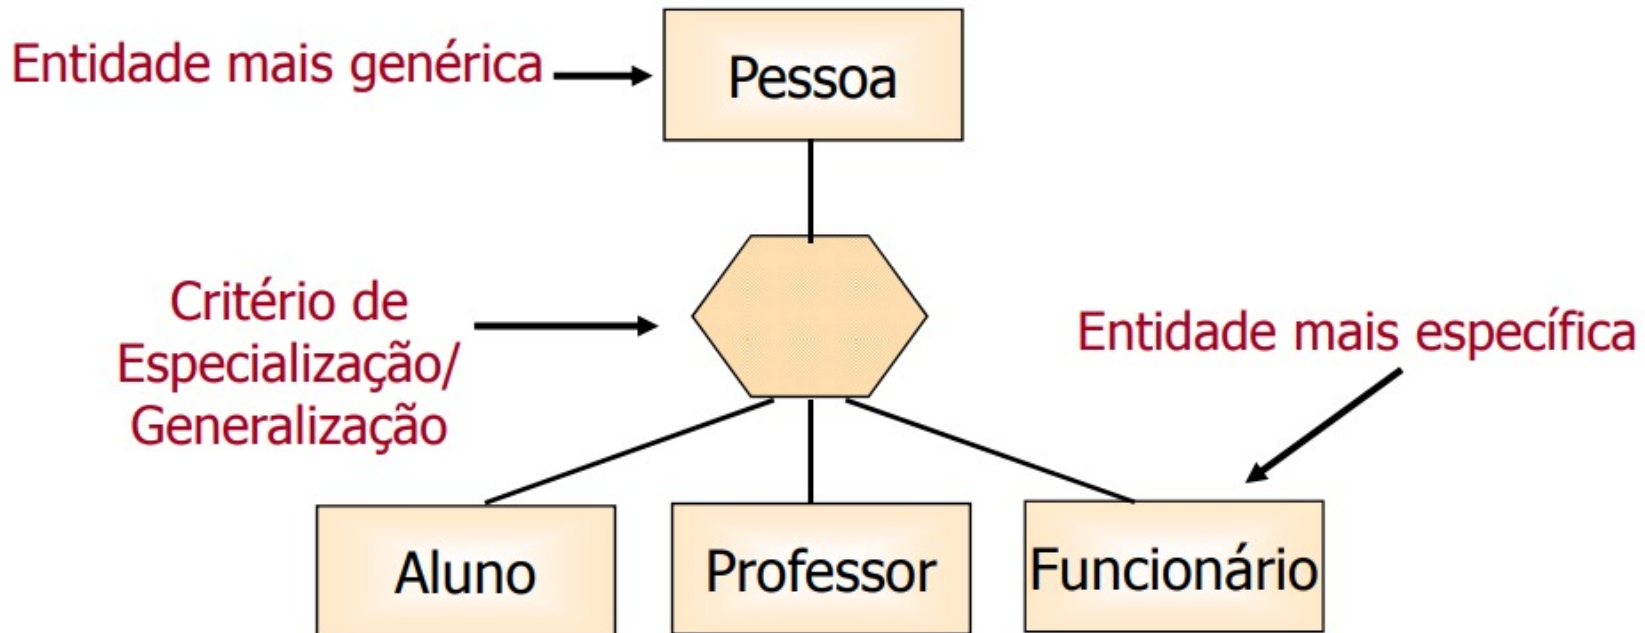 Entidade mais genérica
Pessoa
Critério de
Especialização/
Generalização
Entidade mais específica
Aluno
Professor
Funcionário